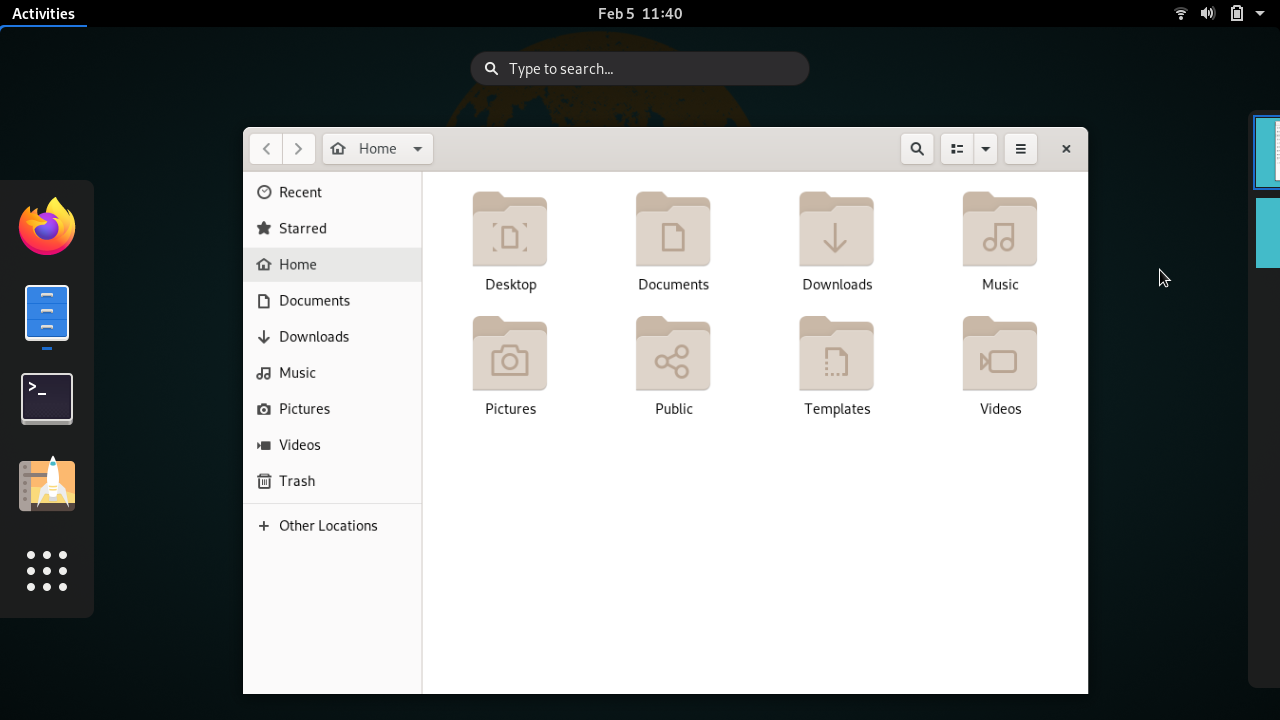 Activities
Feb 5 11:40
Type to search...
Home
Recent
Starred
Home
Documents
Downloads
Music
Pictures
Videos
Trash
Other Locations
Desktop
Documents
Downloads
Music
Pictures
Public
Templates
Videos
>_